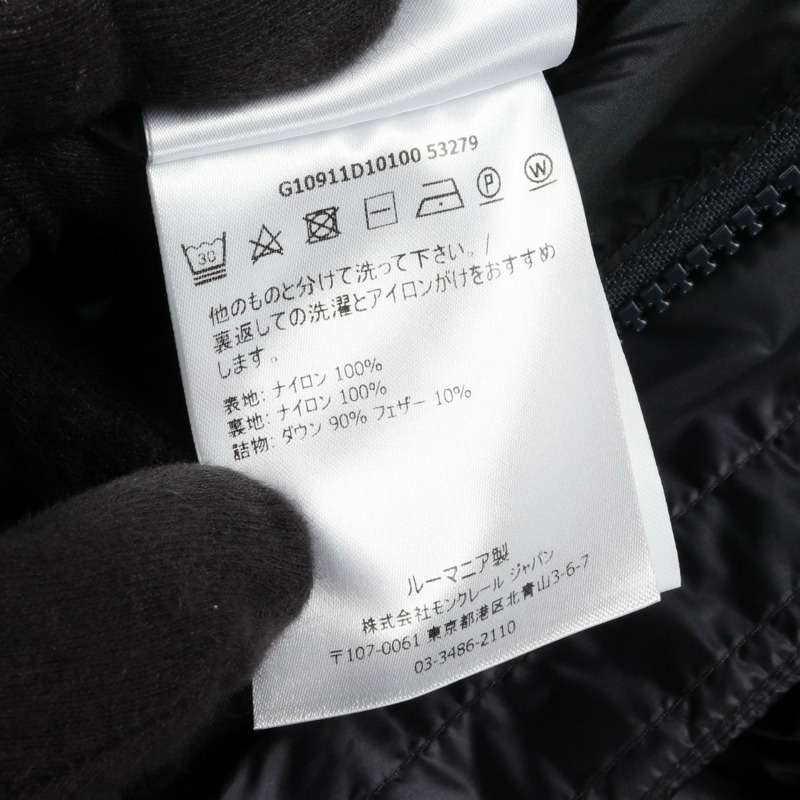 G10911D10100 53279
30 P W
他のものと分けて洗って下さい。/
裏返しての洗濯とアイロンがけをおすすめ
します。
表地: ナイロン 100%
裏地: ナイロン 100%
詰物: ダウン 90% フェザー 10%
ルーマニア製
株式会社モンクレール ジャパン
〒107-0061 東京都港区北青山3-6-7
03-3486-2110